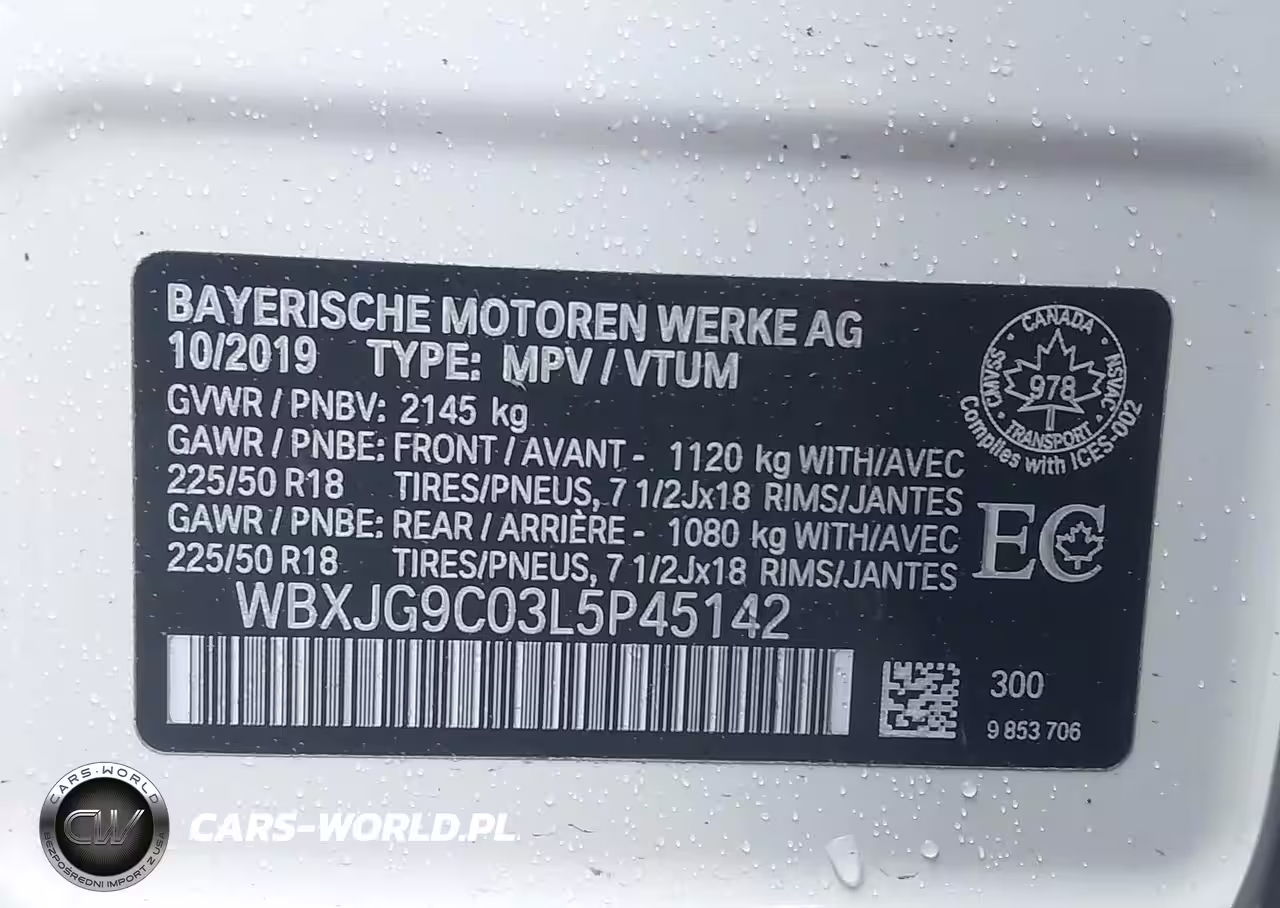 BAYERISCHE MOTOREN WERKE AG
10/2019 TYPE: MPV / VTUM
GVWR / PNBV: 2145 kg
GAWR / PNBE: FRONT / AVANT - 1120 kg WITH/AVEC
225/50 R18 TIRES/PNEUS, 7 1/2Jx18 RIMS/JANTES
GAWR / PNBE: REAR / ARRIÈRE - 1080 kg WITH/AVEC
225/50 R18 TIRES/PNEUS, 7 1/2Jx18 RIMS/JANTES
WBXJG9C03L5P45142
CANADA
CMVSS
NSVAC
978
TRANSPORT
Complies with ICES-002
EC
300
9 853 706
CARS-WORLD
CW
BEZPOŚREDNI IMPORT Z USA
CARS-WORLD.PL